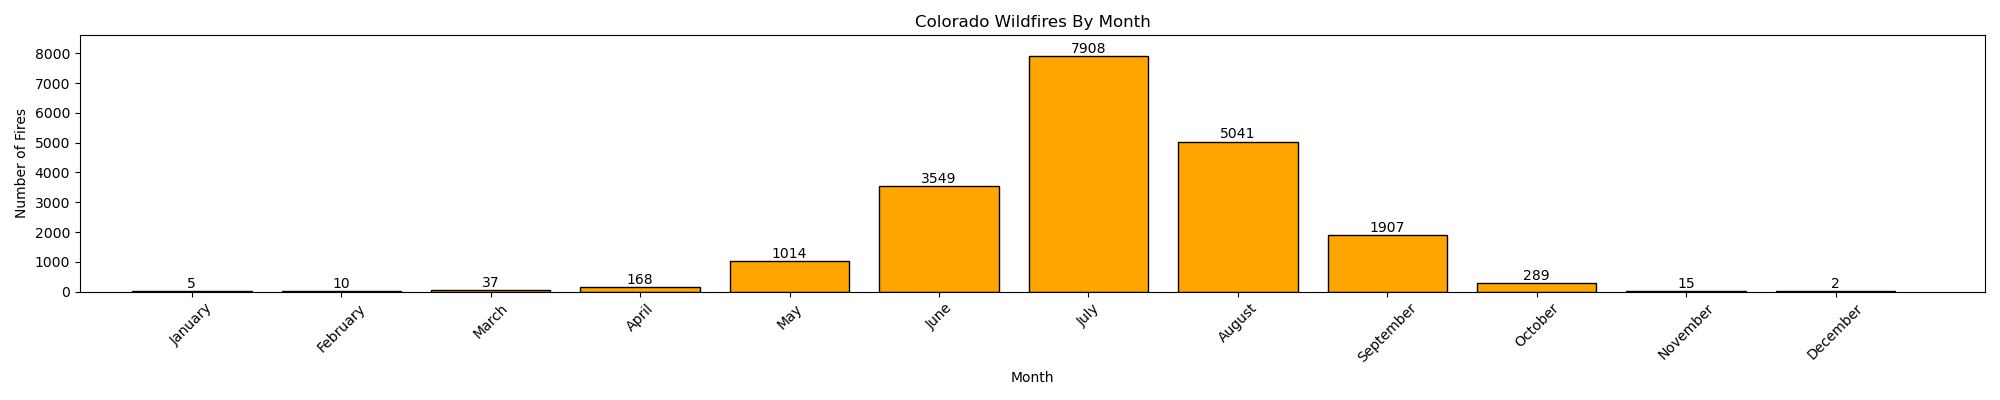 Colorado Wildfires By Month
Number of Fires
8000
7000
6000
5000
4000
3000
2000
1000
0
5
10
37
168
1014
3549
7908
5041
1907
289
15
2
January
February
March
April
May
June
July
August
September
October
November
December
Month